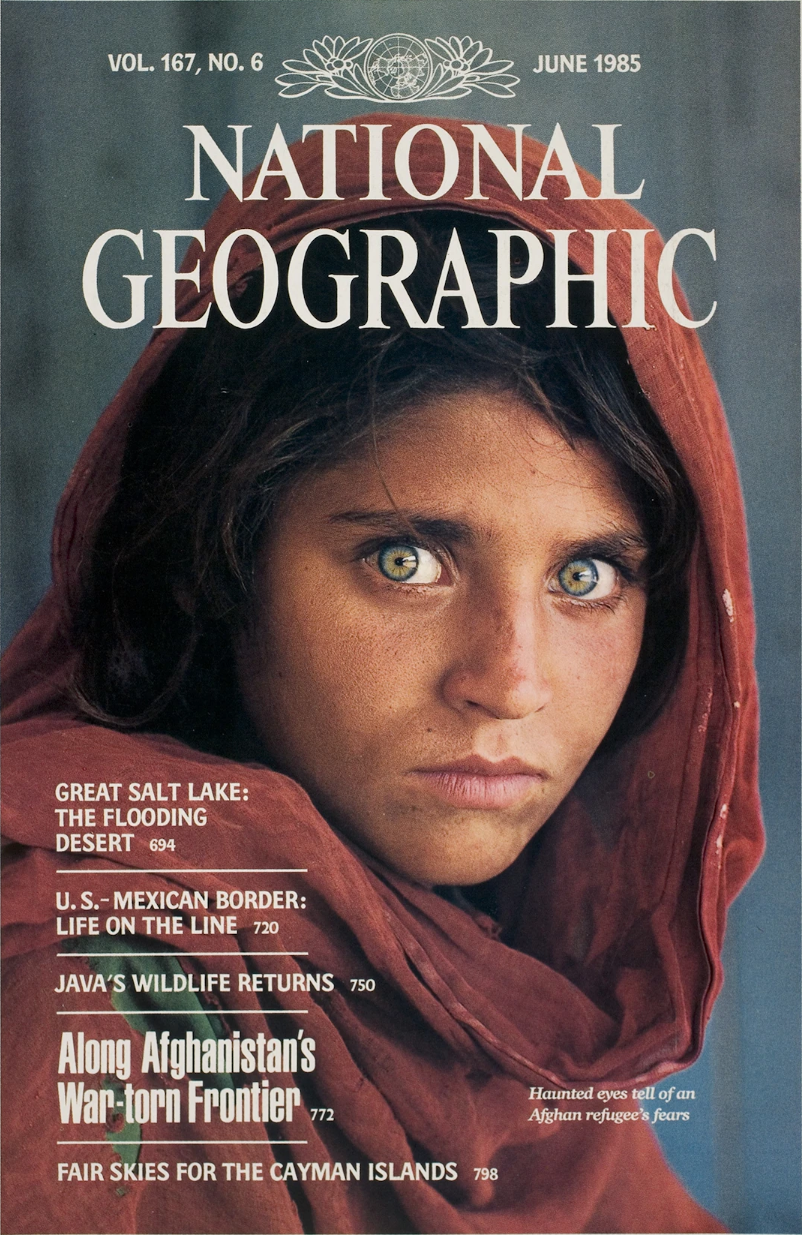 VOL. 167, NO. 6
JUNE 1985
NATIONAL
GEOGRAPHIC
GREAT SALT LAKE:
THE FLOODING
DESERT 694
U.S.-MEXICAN BORDER:
LIFE ON THE LINE 720
JAVA'S WILDLIFE RETURNS 750
Along Afghanistan's
War-torn Frontier 772
Haunted eyes tell of an
Afghan refugee's fears
FAIR SKIES FOR THE CAYMAN ISLANDS 798